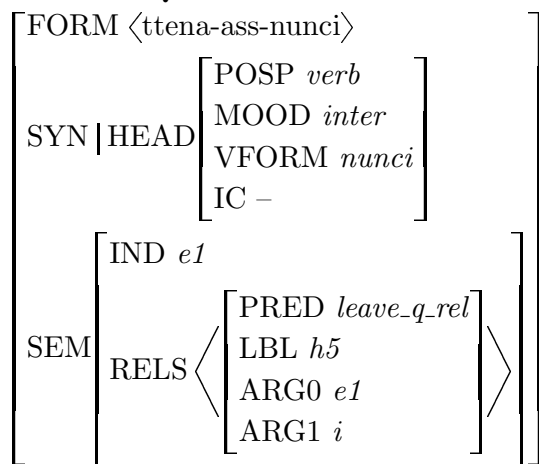 FORM ⟨ttena-ass-nunci⟩
POSP verb
MOOD inter
SYN | HEAD
VFORM nunci
IC –
IND e1
PRED leave_q_rel
SEM
LBL h5
RELS ⟨ ⟩
ARG0 e1
ARG1 i